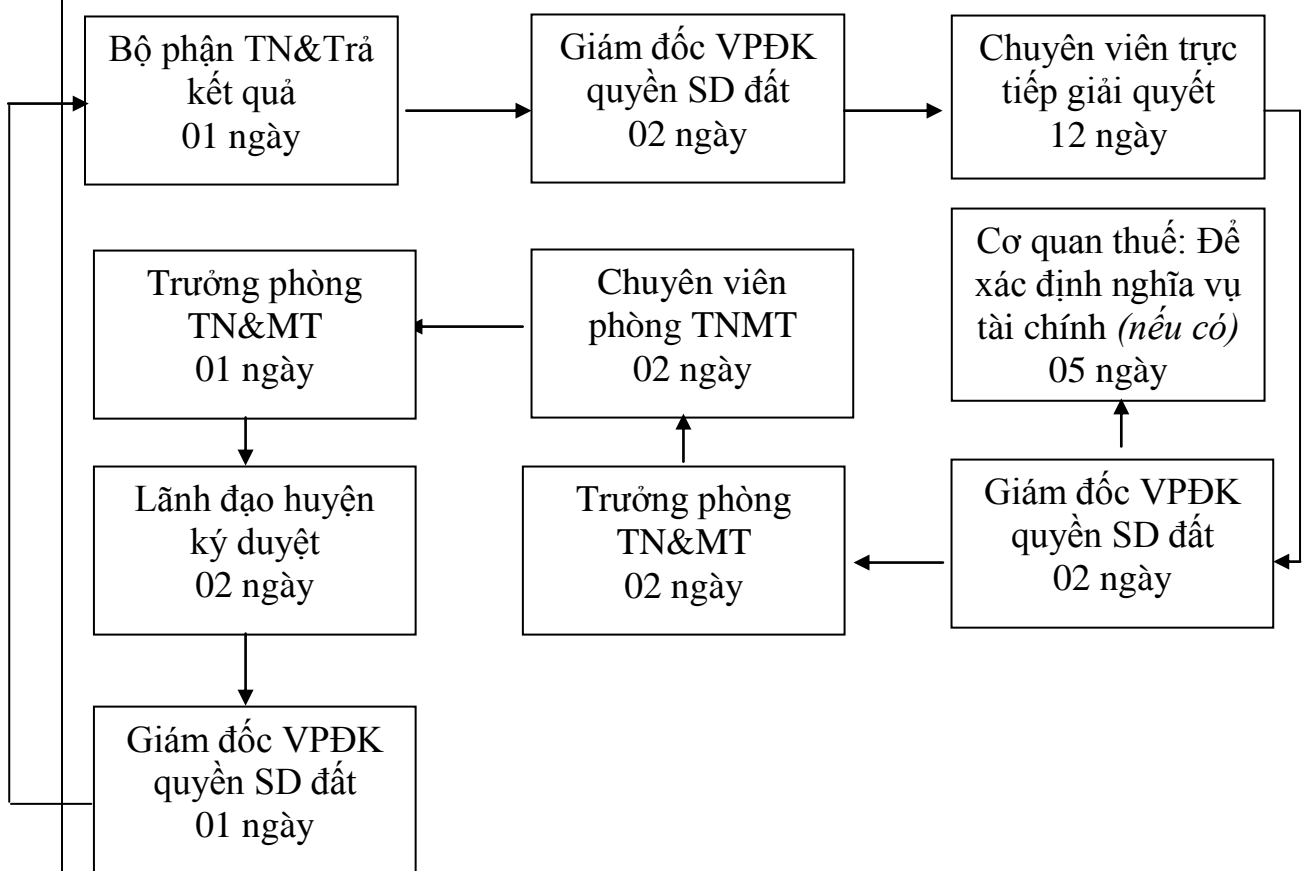 Bộ phận TN&Trả
kết quả
01 ngày
Giám đốc VPĐK
quyền SD đất
02 ngày
Chuyên viên trực
tiếp giải quyết
12 ngày
Trưởng phòng
TN&MT
01 ngày
Chuyên viên
phòng TNMT
02 ngày
Cơ quan thuế: Để
xác định nghĩa vụ
tài chính (nếu có)
05 ngày
Lãnh đạo huyện
ký duyệt
02 ngày
Trưởng phòng
TN&MT
02 ngày
Giám đốc VPĐK
quyền SD đất
02 ngày
Giám đốc VPĐK
quyền SD đất
01 ngày